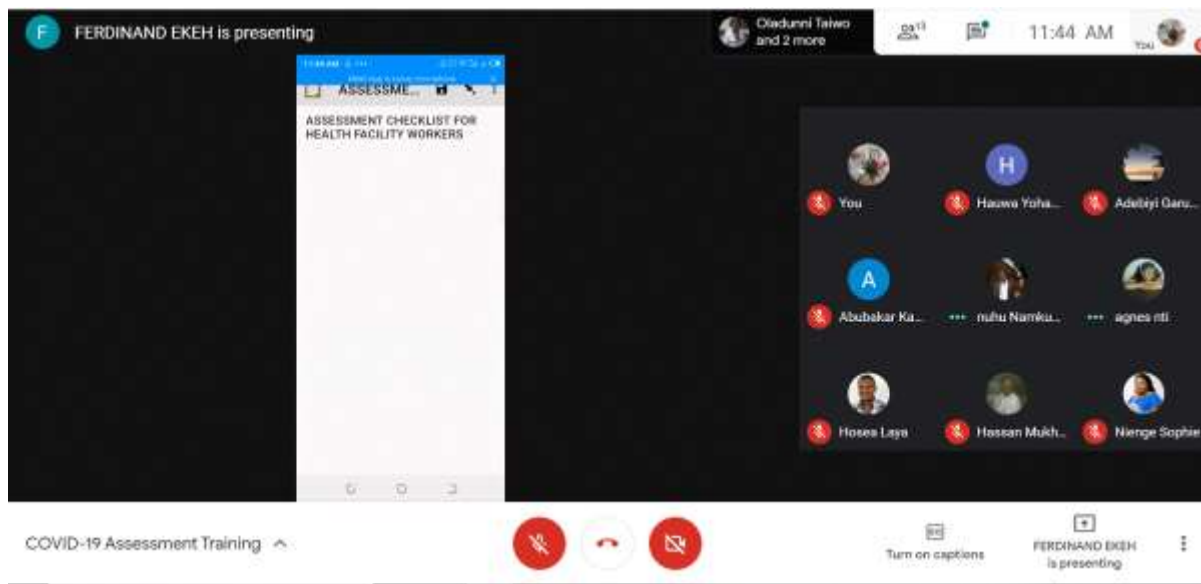 F FERDINAND EKEH is presenting
Oladunni Taiwo
and 2 more
13
11:44 AM
You
ASSESSME...
ASSESSMENT CHECKLIST FOR
HEALTH FACILITY WORKERS
H
You
Hauwa Yoha...
Adebiyi Garu...
A
Abubakar Ka...
nuhu Namku...
agnes nti
Hosea Laya
Hassan Mukh...
Nienge Sophie
COVID-19 Assessment Training
Turn on captions
FERDINAND EKEH
is presenting